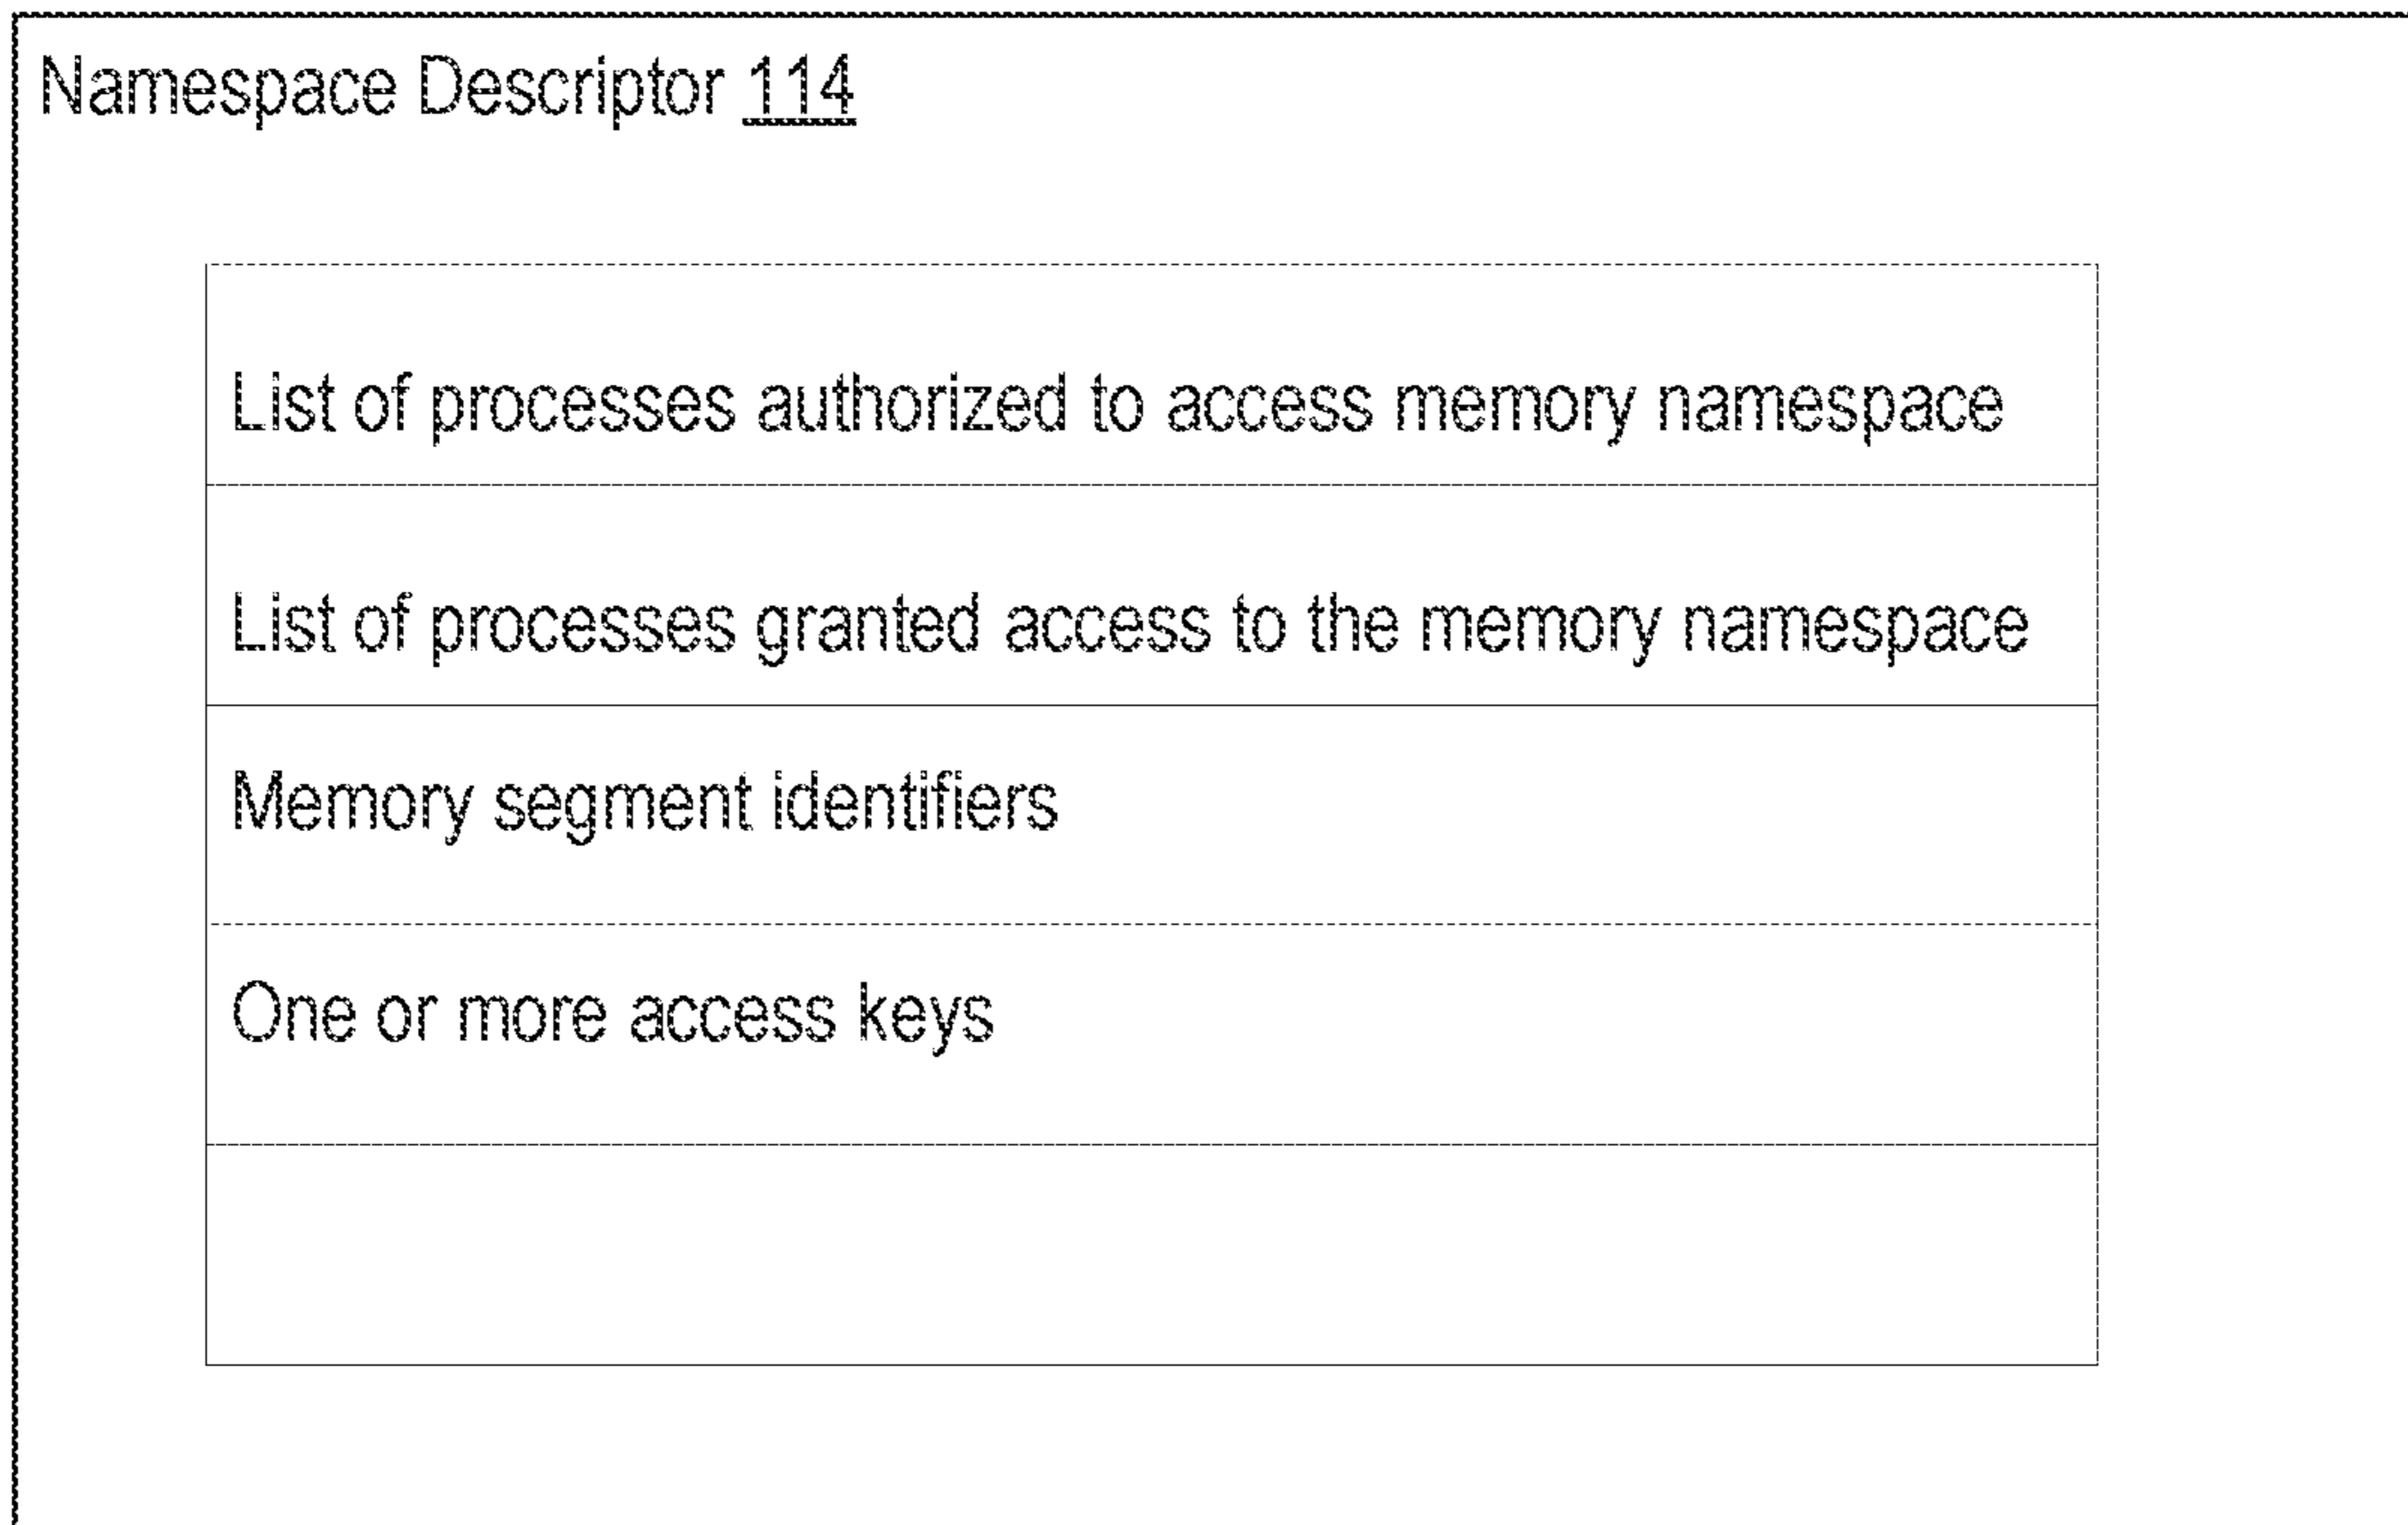 Namespace Descriptor 114
List of processes authorized to access memory namespace
List of processes granted access to the memory namespace
Memory segment identifiers
One or more access keys